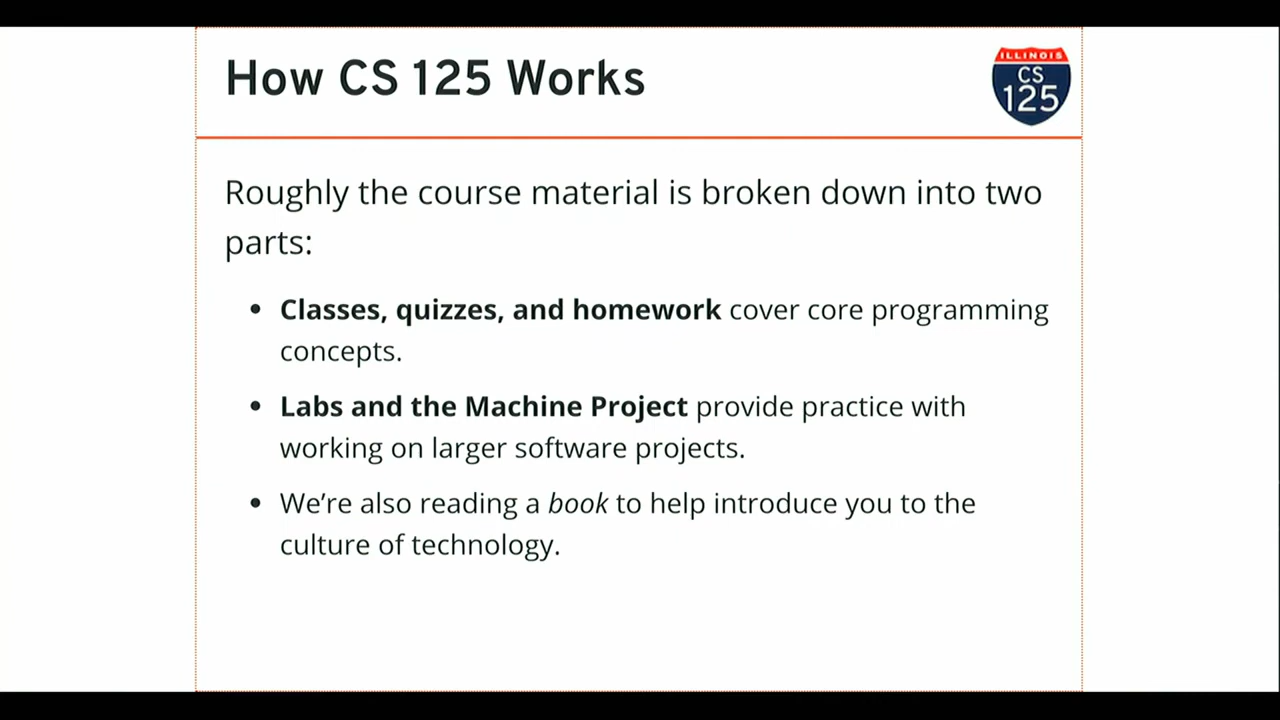 How CS 125 Works
ILLINOIS
CS
125
Roughly the course material is broken down into two
parts:
• Classes, quizzes, and homework cover core programming
concepts.
• Labs and the Machine Project provide practice with
working on larger software projects.
• We’re also reading a book to help introduce you to the
culture of technology.